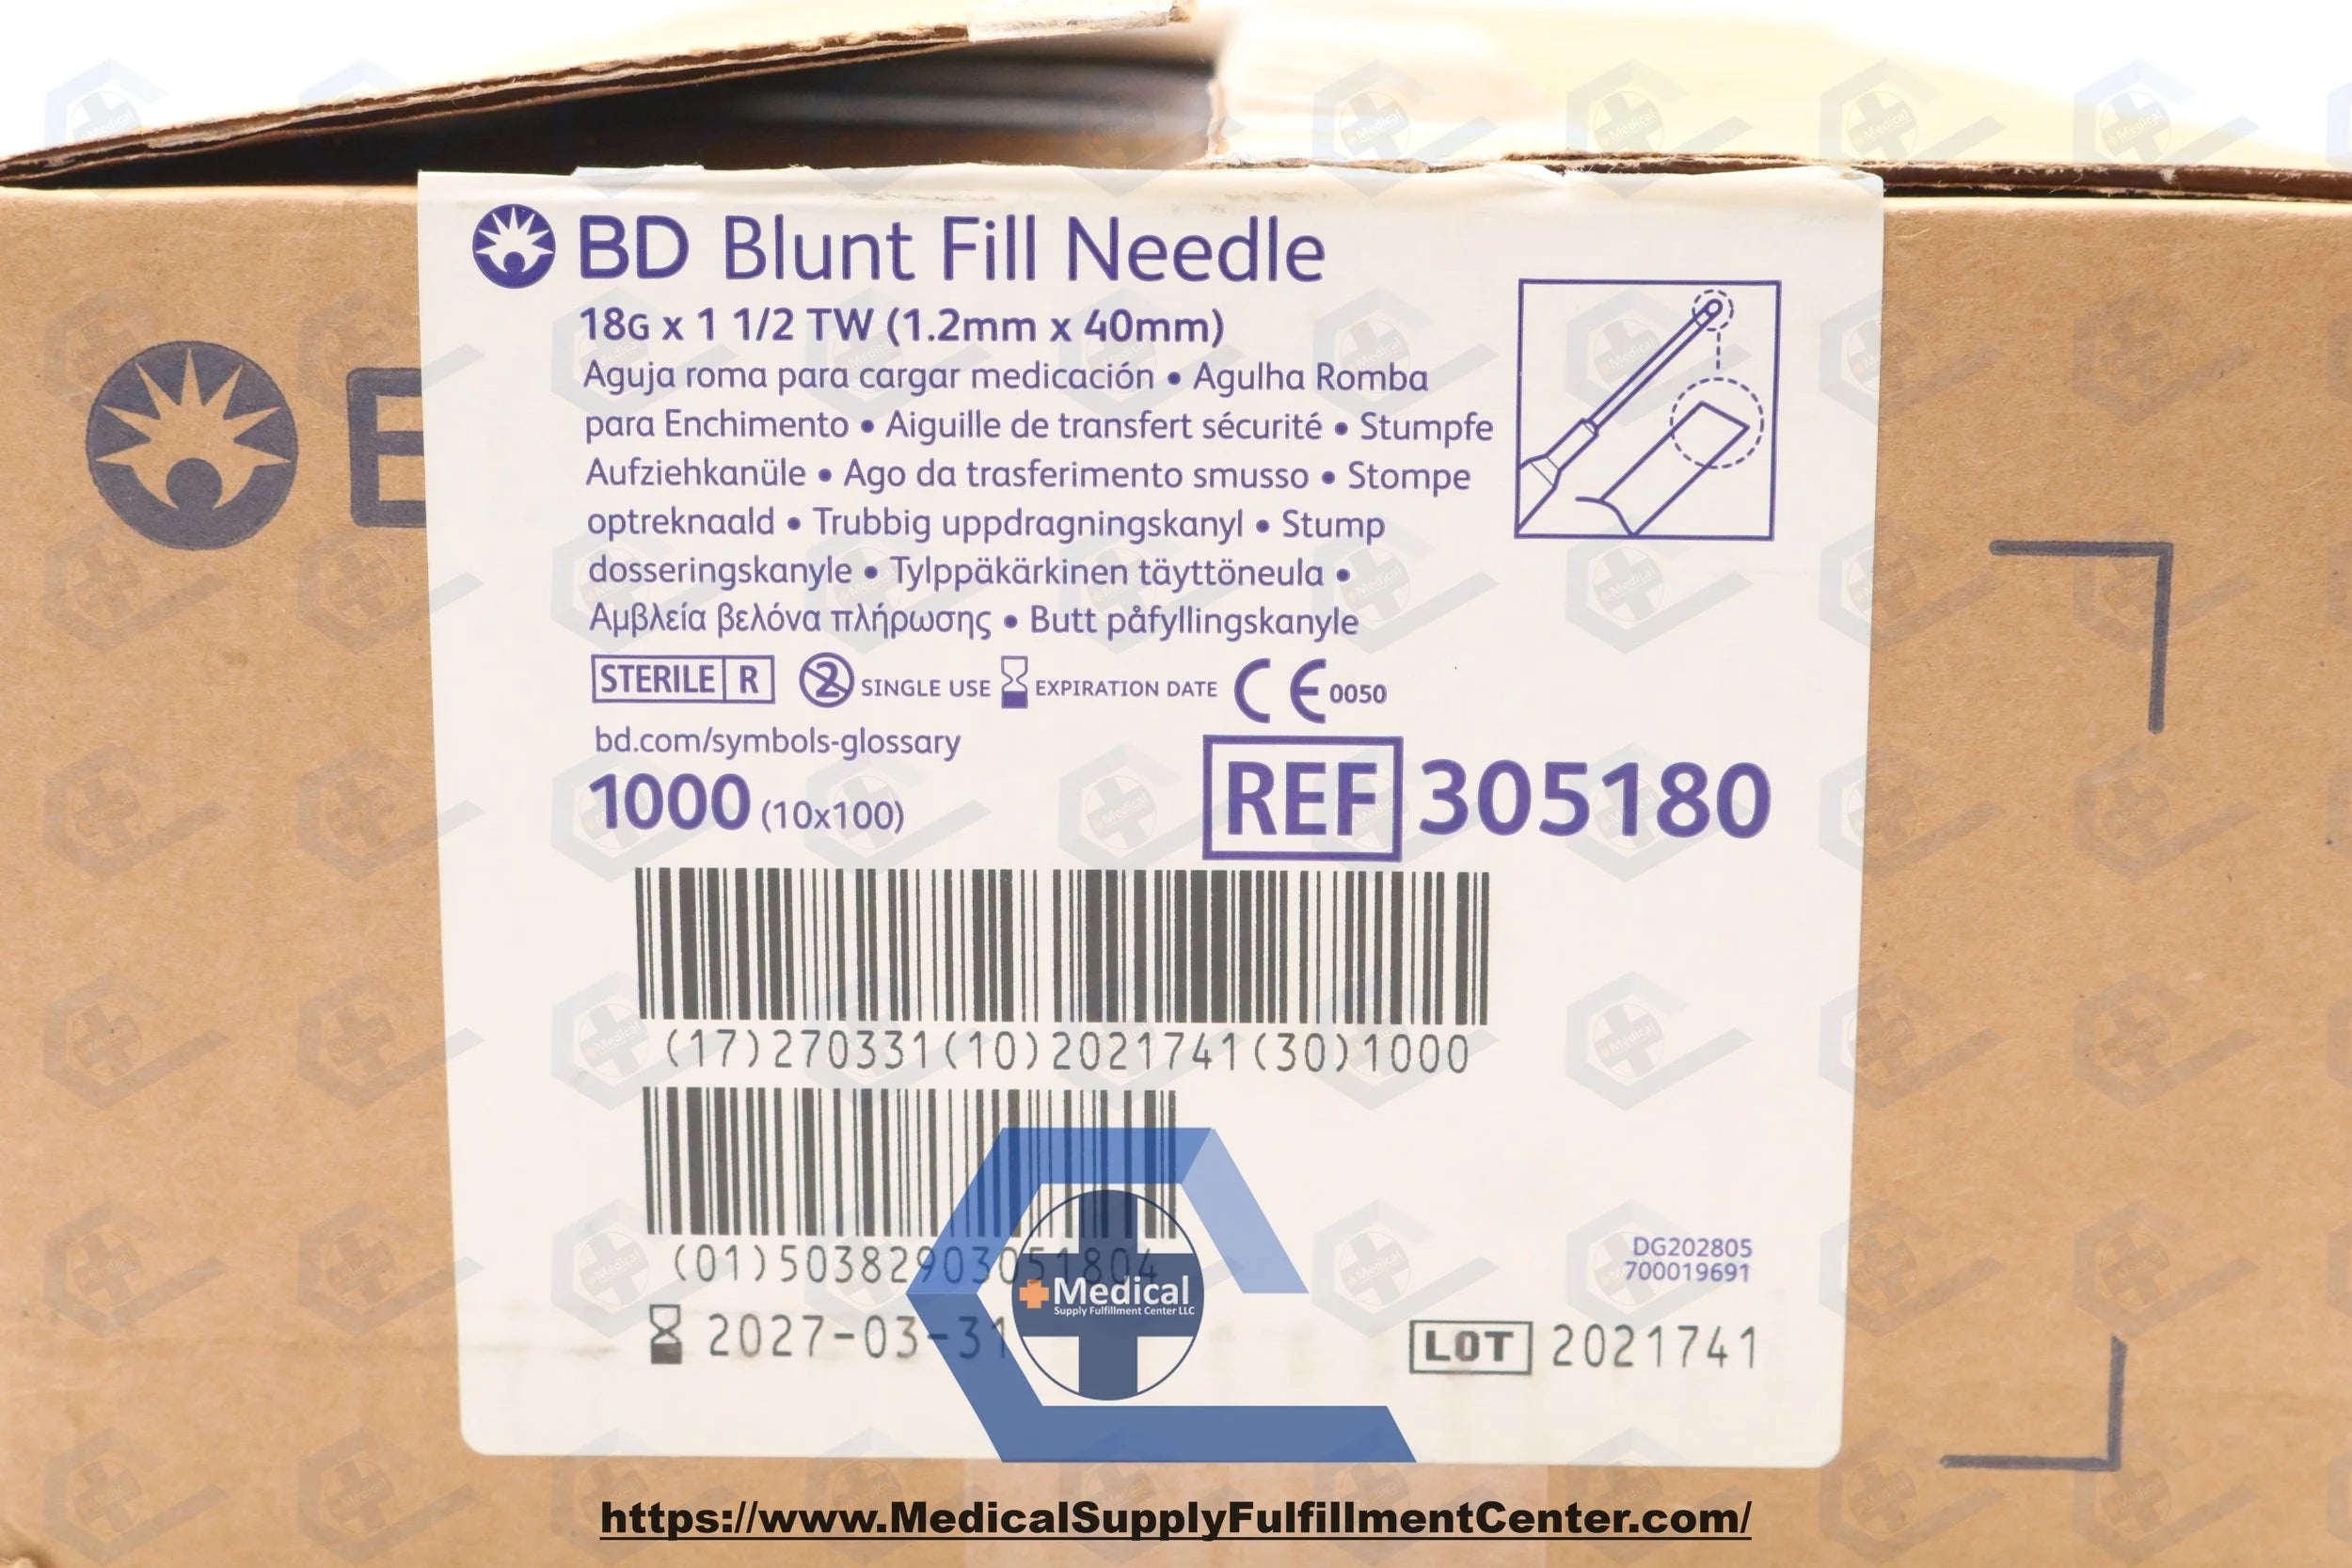 BD Blunt Fill Needle
18G x 1 1/2 TW (1.2mm x 40mm)
Aguja roma para cargar medicación • Agulha Romba
para Enchimento • Aiguille de transfert sécurité • Stumpfe
Aufziehkanüle • Ago da trasferimento smusso • Stompe
optreknaald • Trubbig uppdragningskanyl • Stump
dosseringskanyle • Tylppäkärkinen täyttöneula •
Αμβλεία βελόνα πλήρωσης • Butt påfyllingskanyle
STERILE R 2 SINGLE USE EXPIRATION DATE CE 0050
bd.com/symbols-glossary
1000 (10x100)
REF 305180
(17)270331(10)2021741(30)1000
(01)50382903051804
DG202805
700019691
Medical
Supply Fulfillment Center LLC
2027-03-31
LOT 2021741
https://www.MedicalSupplyFulfillmentCenter.com/